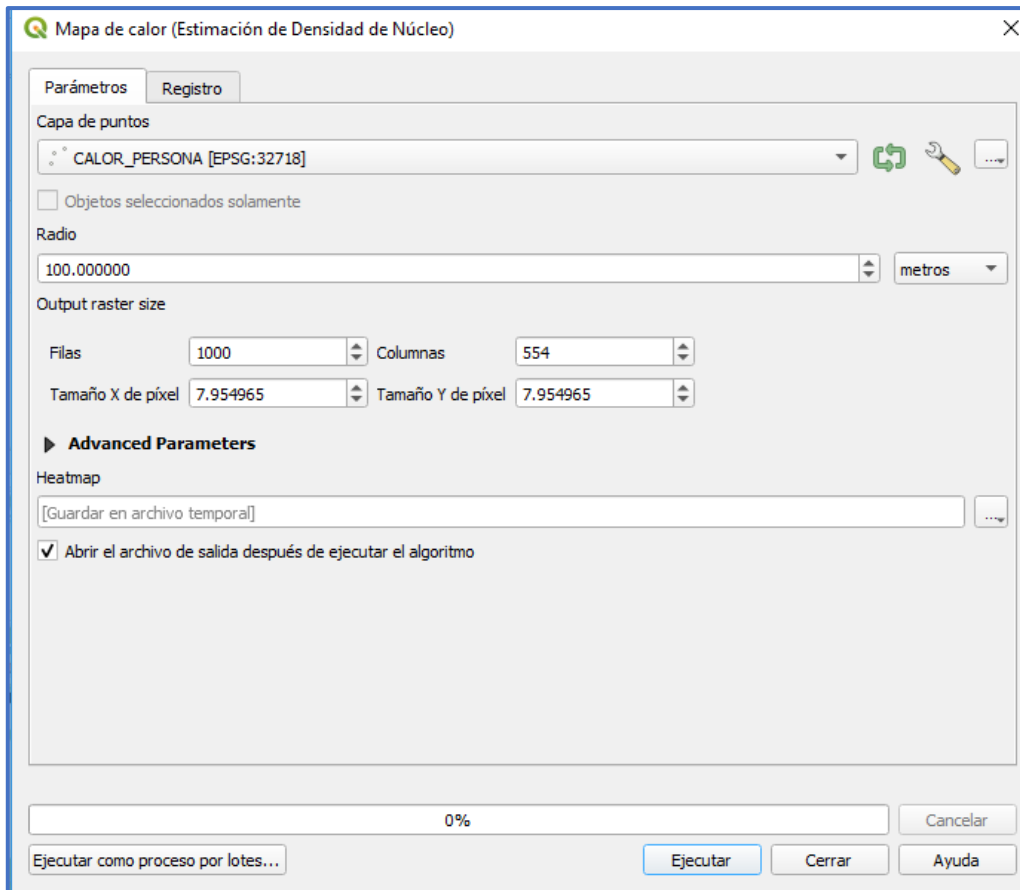 Mapa de calor (Estimación de Densidad de Núcleo)
Parámetros Registro
Capa de puntos
CALOR_PERSONA [EPSG:32718]
...
Objetos seleccionados solamente
Radio
100.000000 metros
Output raster size
Filas 1000 Columnas 554
Tamaño X de píxel 7.954965 Tamaño Y de píxel 7.954965
Advanced Parameters
Heatmap
[Guardar en archivo temporal] ...
Abrir el archivo de salida después de ejecutar el algoritmo
0% Cancelar
Ejecutar como proceso por lotes... Ejecutar Cerrar Ayuda